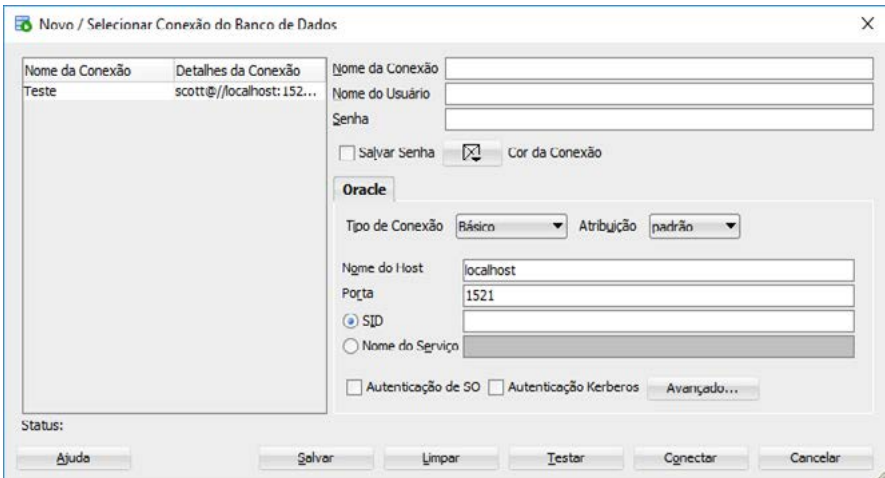 Novo / Selecionar Conexão do Banco de Dados
Nome da Conexão Detalhes da Conexão
Teste scott@//localhost:152...
Nome da Conexão
Nome do Usuário
Senha
Salvar Senha Cor da Conexão
Oracle
Tipo de Conexão Básico Atribuição padrão
Nome do Host localhost
Porta 1521
SID
Nome do Serviço
Autenticação de SO Autenticação Kerberos Avançado...
Status:
Ajuda Salvar Limpar Testar Conectar Cancelar